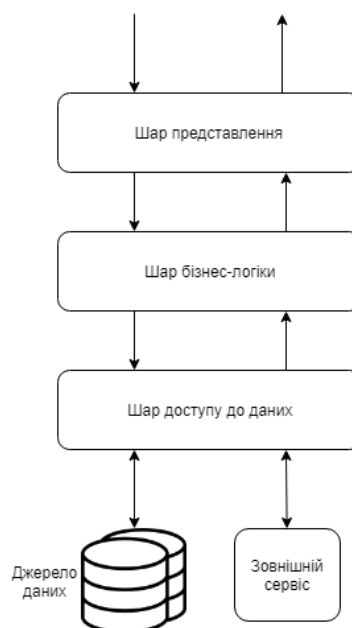 Шар представлення
Шар бізнес-логіки
Шар доступу до даних
Джерело
даних
Зовнішній
сервіс